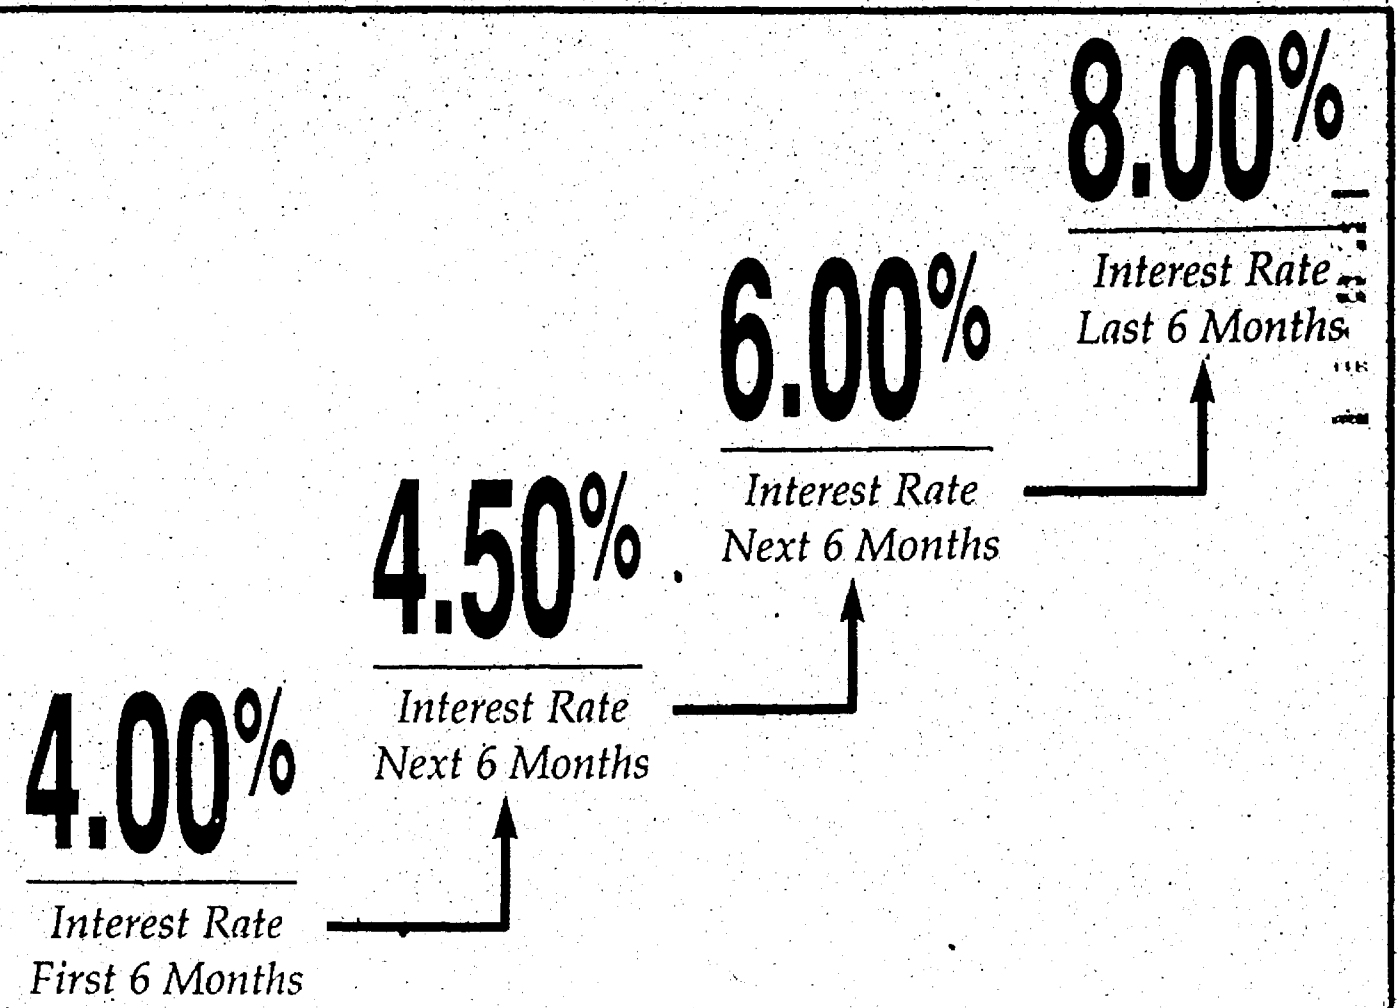 4.00%
Interest Rate
First 6 Months
4.50%
Interest Rate
Next 6 Months
6.00%
Interest Rate
Next 6 Months
8.00%
Interest Rate
Last 6 Months